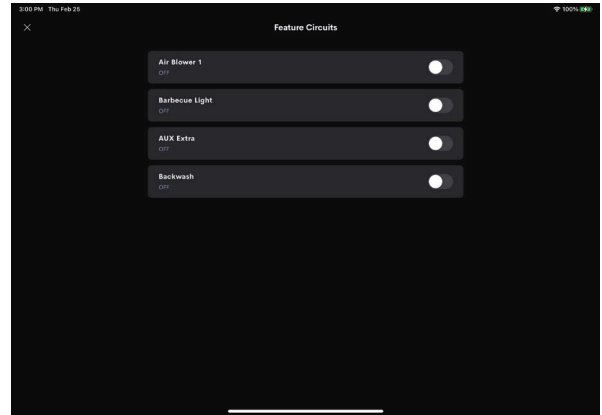 3:00 PM Thu Feb 25
100%
Feature Circuits
Air Blower 1
OFF
Barbecue Light
OFF
AUX Extra
OFF
Backwash
OFF